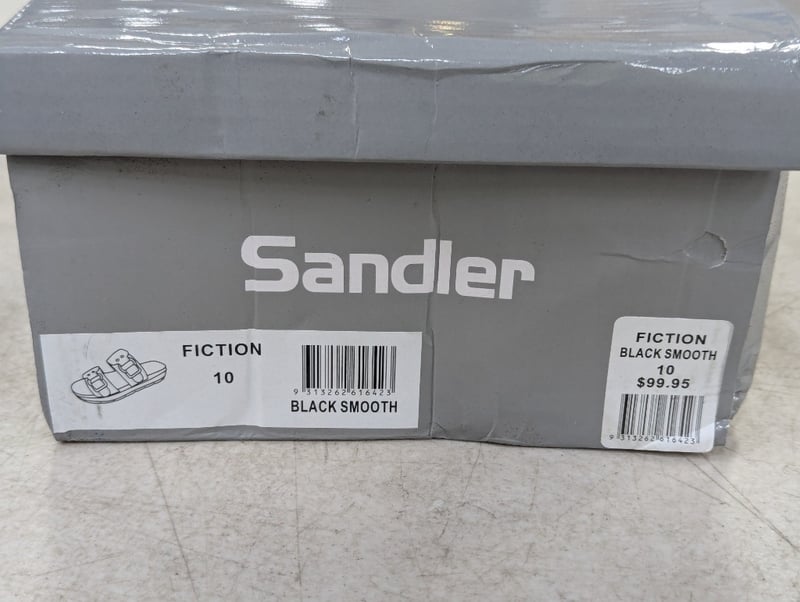 Sandler
FICTION
10
9 313262 616423
BLACK SMOOTH
FICTION
BLACK SMOOTH
10
$99.95
9 313262 616423